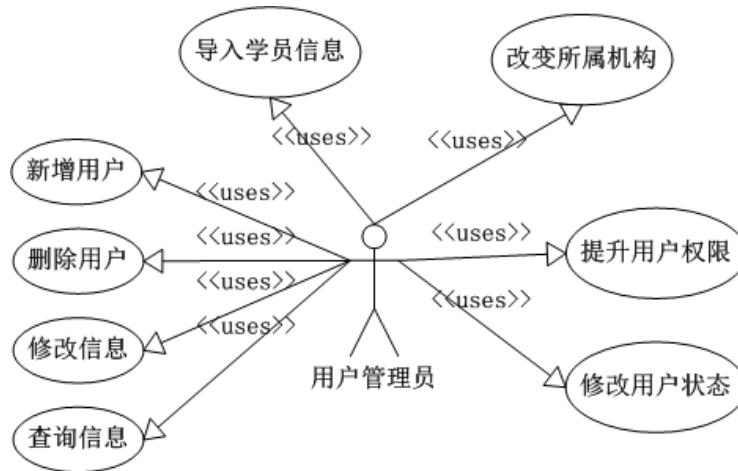 导入学员信息
改变所属机构
<<uses>>
<<uses>>
新增用户
<<uses>>
删除用户
<<uses>>
<<uses>>
提升用户权限
<<uses>>
<<uses>>
修改信息
<<uses>>
用户管理员
修改用户状态
查询信息